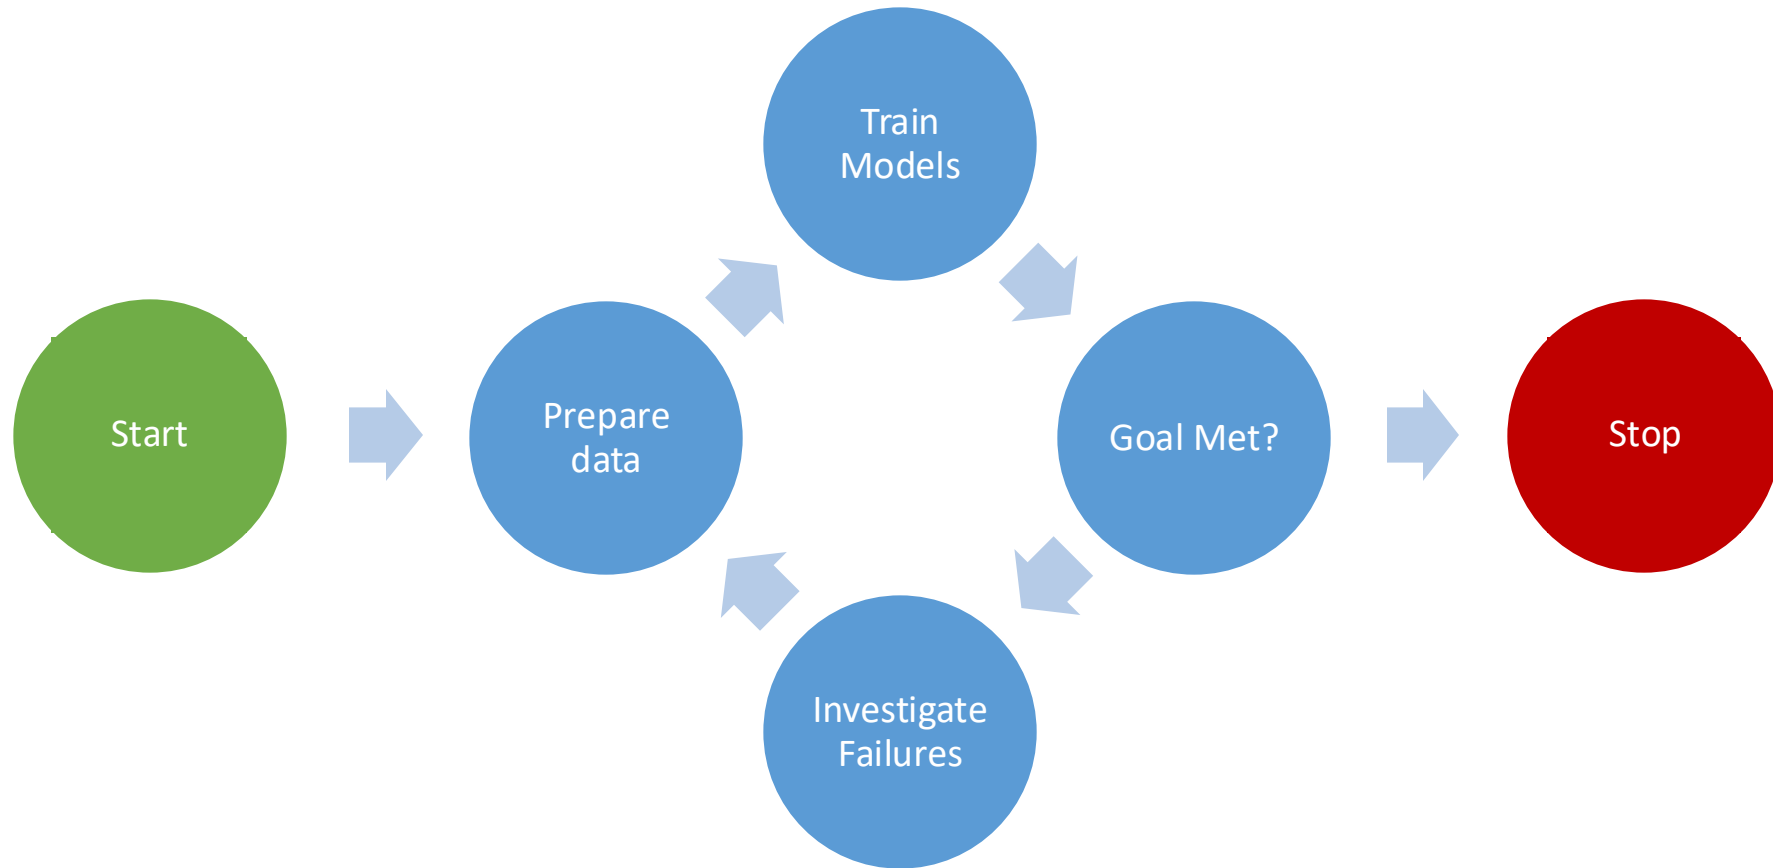 Start
Prepare
data
Train
Models
Goal Met?
Investigate
Failures
Stop